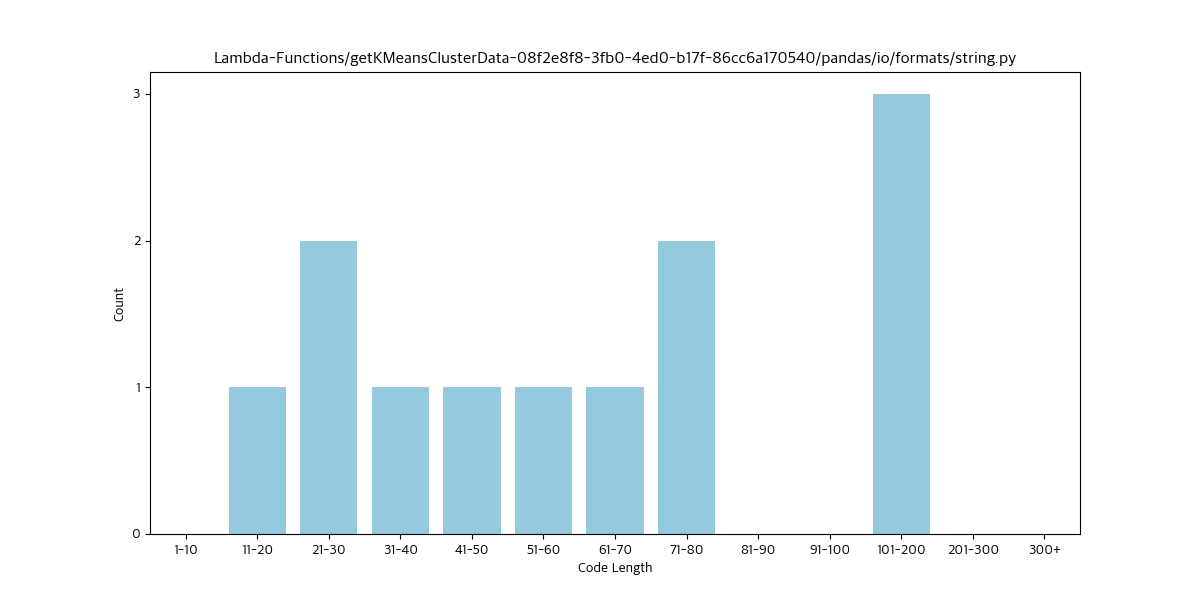 Lambda-Functions/getKMeansClusterData-08f2e8f8-3fb0-4ed0-b17f-86cc6a170540/pandas/io/formats/string.py
3
2
1
0
Count
1-10 11-20 21-30 31-40 41-50 51-60 61-70 71-80 81-90 91-100 101-200 201-300 300+
Code Length